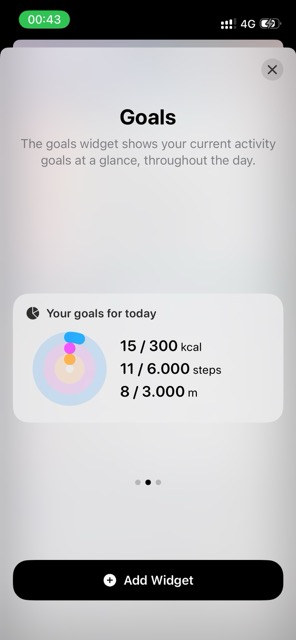 00:43
4G
Goals
The goals widget shows your current activity
goals at a glance, throughout the day.
Your goals for today
15 / 300 kcal
11 / 6.000 steps
8 / 3.000 m
Add Widget